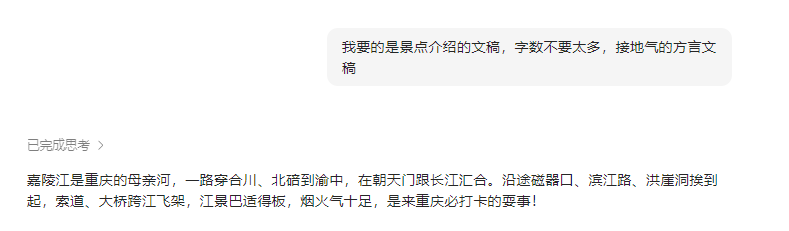 我要的是景点介绍的文稿，字数不要太多，接地气的方言文
稿
已完成思考 >
嘉陵江是重庆的母亲河，一路穿合川、北碚到渝中，在朝天门跟长江汇合。沿途磁器口、滨江路、洪崖洞挨到
起，索道、大桥跨江飞架，江景巴适得板，烟火气十足，是来重庆必打卡的耍事！